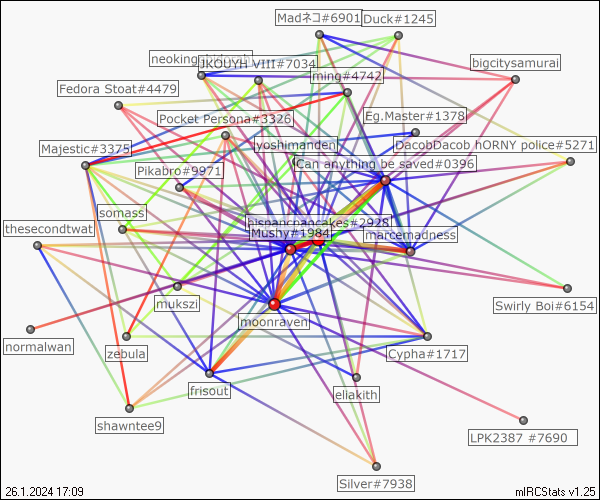 Madネコ#6901
Duck#1245
JKOUYH VIII#7034
bigcitysamurai
ming#4742
Fedora Stoat#4479
Pocket Persona#3326
Eg.Master#1378
Majestic#3375
yoshimanden
DacobDacob hORNY police#5271
Pikabro#9971
Can anything be saved#0396
somass
thesecondtwat
Mushy#1984
marcemadness
mukszi
Swirly Boi#6154
moonraven
normalwan
zebula
Cypha#1717
frisout
eliakith
shawntee9
LPK2387 #7690
Silver#7938
26.1.2024 17:09
mIRCStats v1.25